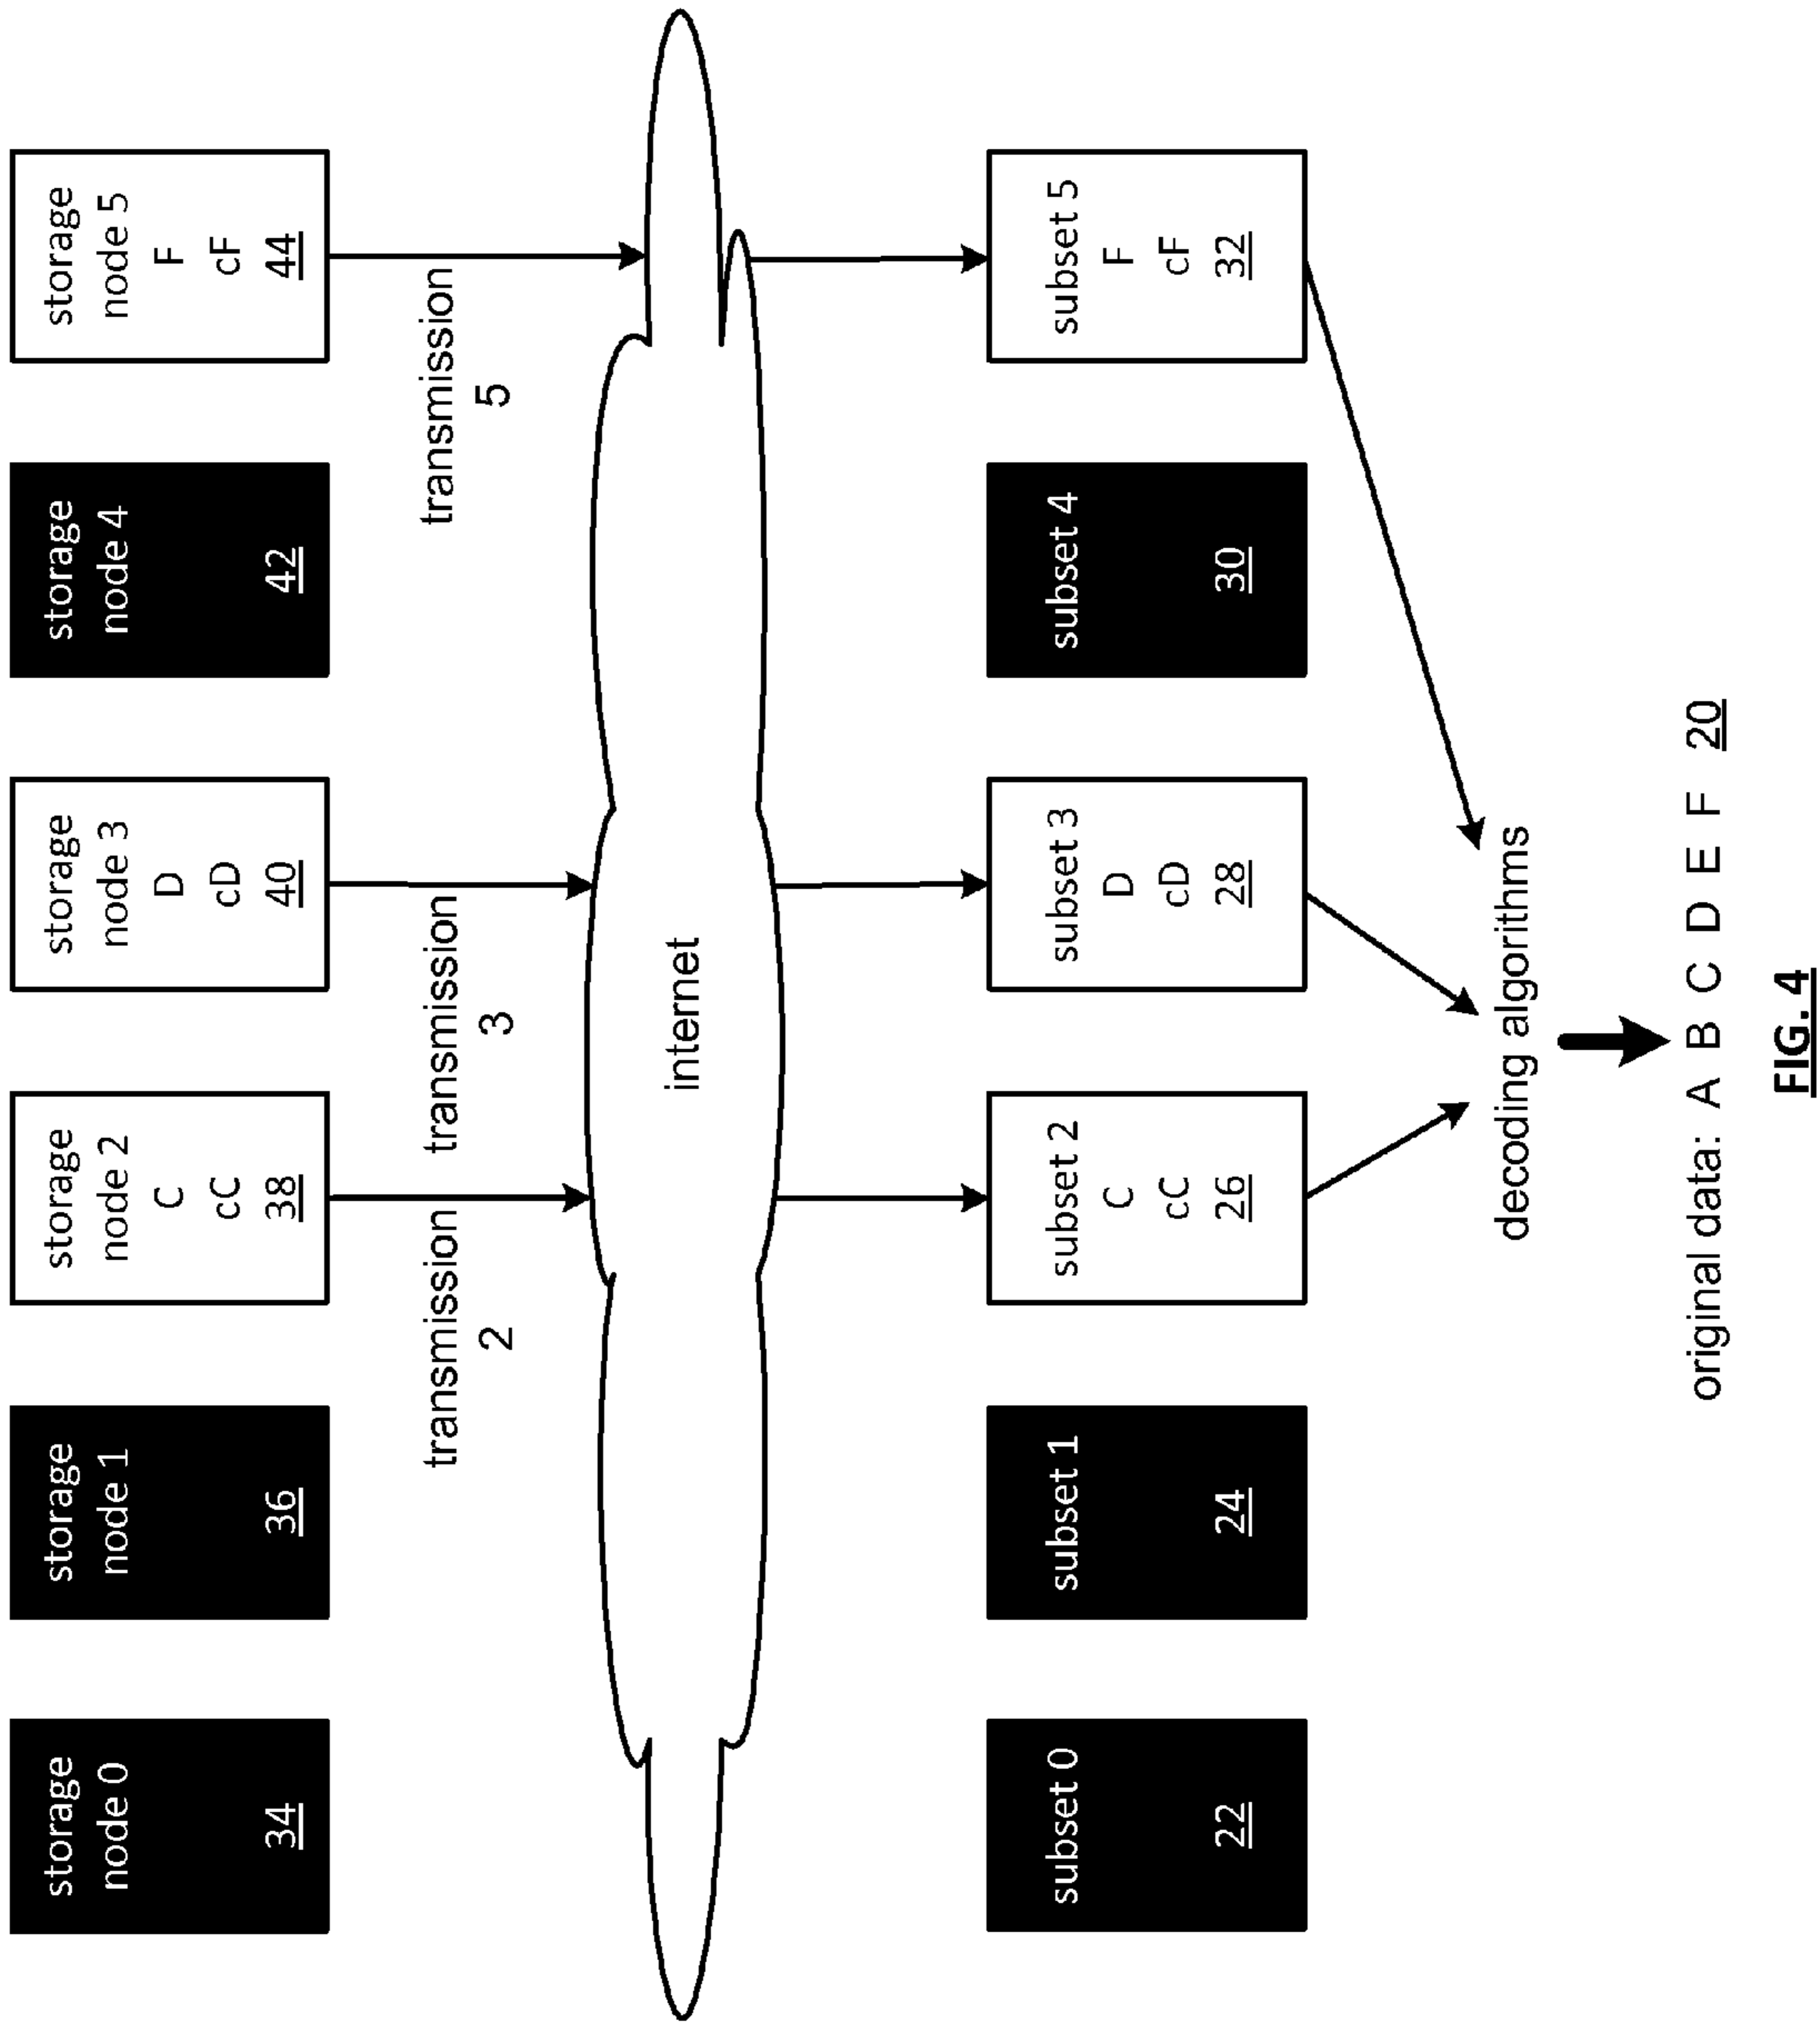 storage
node 0
34
storage
node 1
36
storage
node 2
C
cC
38
storage
node 3
D
cD
40
storage
node 4
42
storage
node 5
F
cF
44
transmission
2
transmission
3
transmission
5
internet
subset 0
22
subset 1
24
subset 2
C
cC
26
subset 3
D
cD
28
subset 4
30
subset 5
F
cF
32
decoding algorithms
original data: A B C D E F 20
FIG. 4